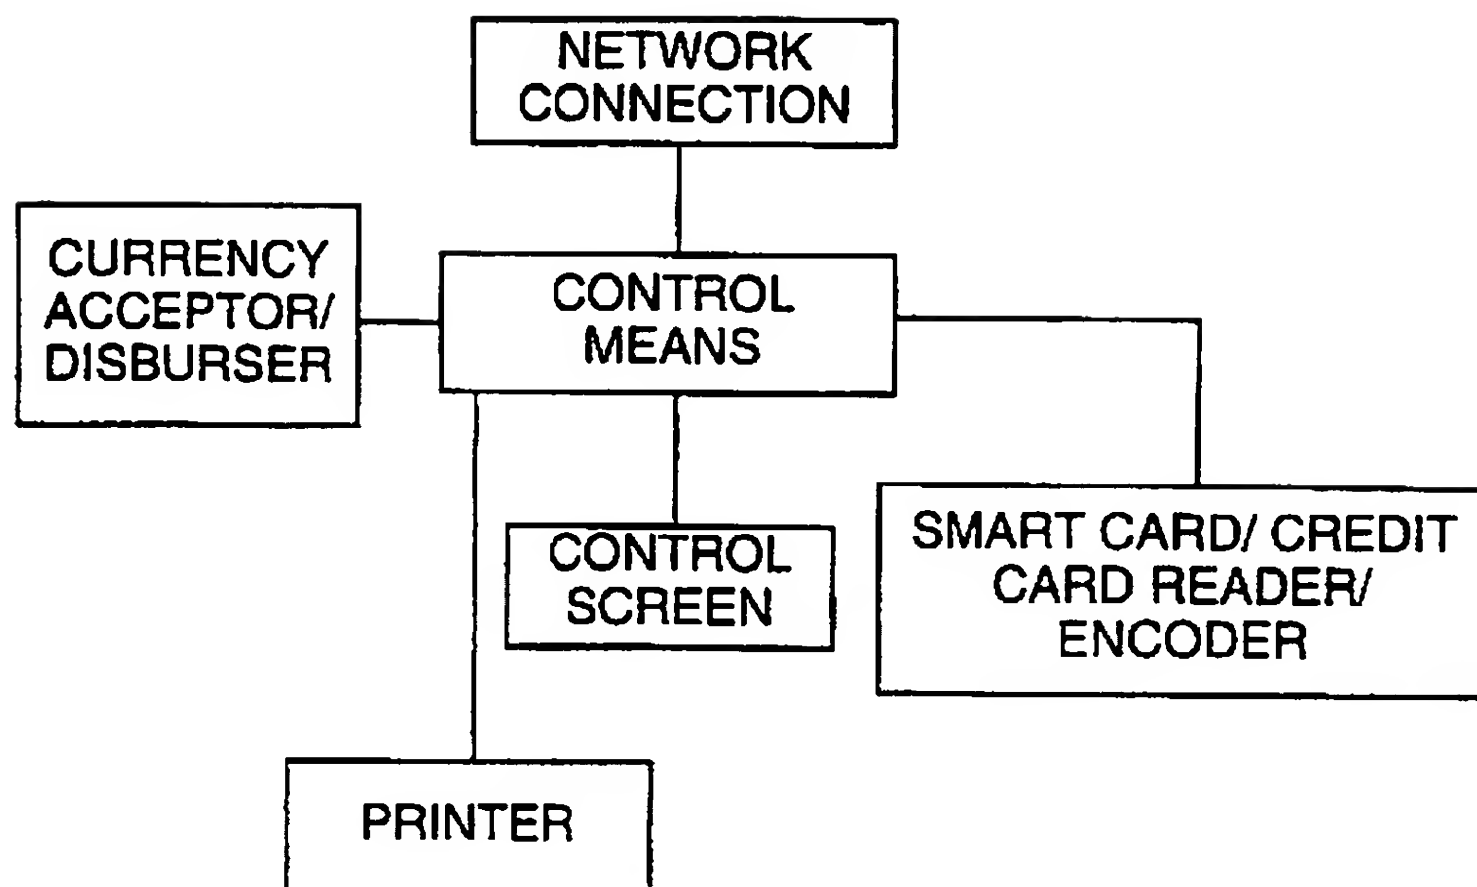 NETWORK
CONNECTION
CURRENCY
ACCEPTOR/
DISBURSER
CONTROL
MEANS
CONTROL
SCREEN
SMART CARD/ CREDIT
CARD READER/
ENCODER
PRINTER